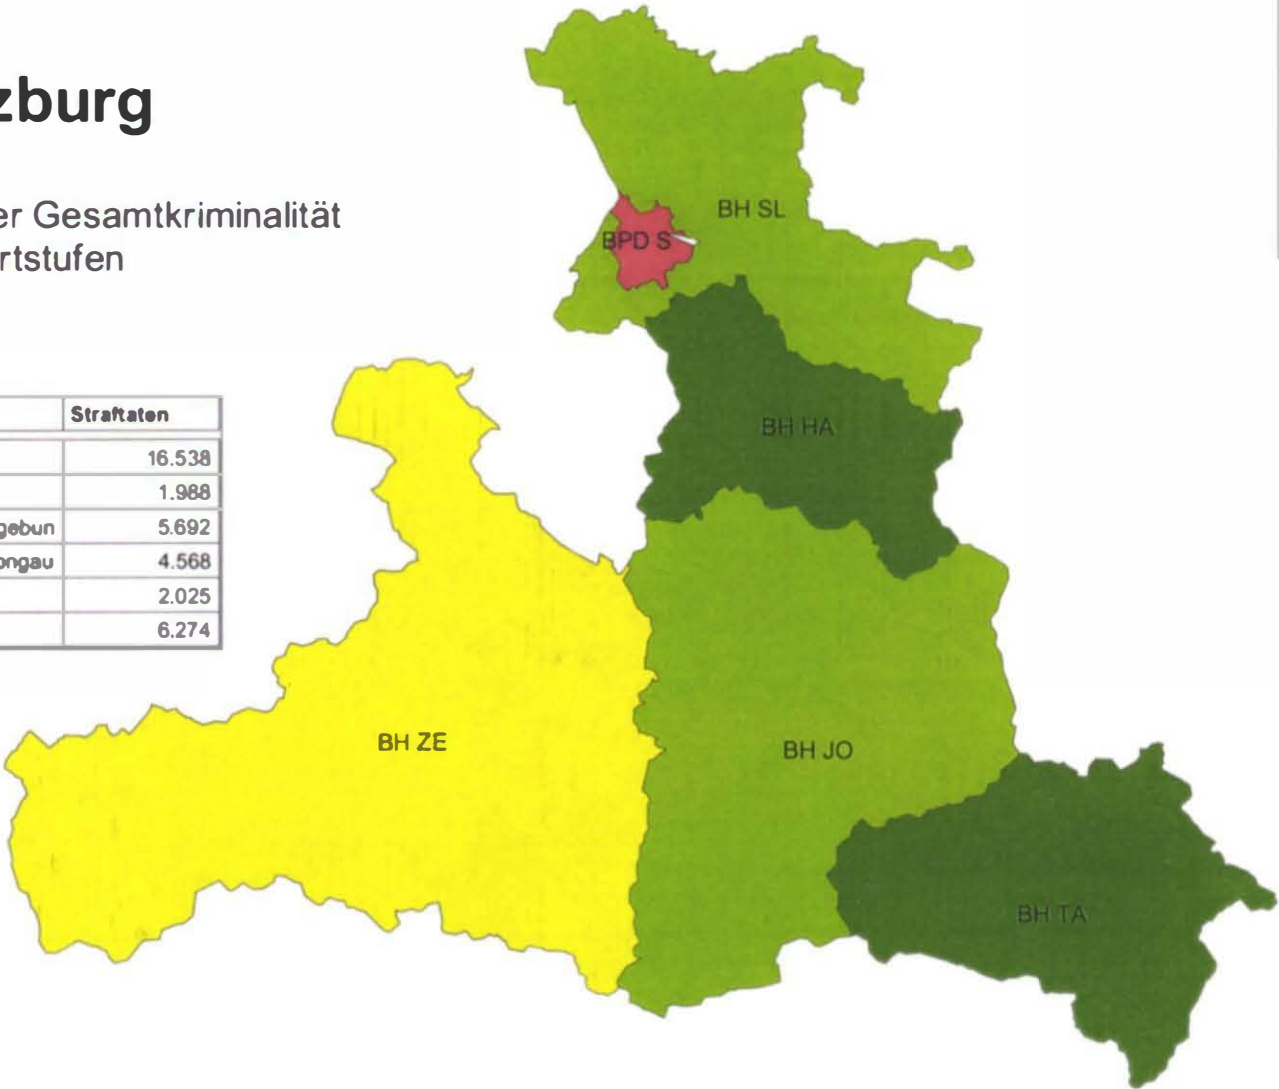 zburg
er Gesamtkriminalität
rtstufen
Straftaten
16.538
1.988
gebun 5.692
ongau 4.568
2.025
6.274
BH SL
BPD S
BH HA
BH ZE
BH JO
BH TA